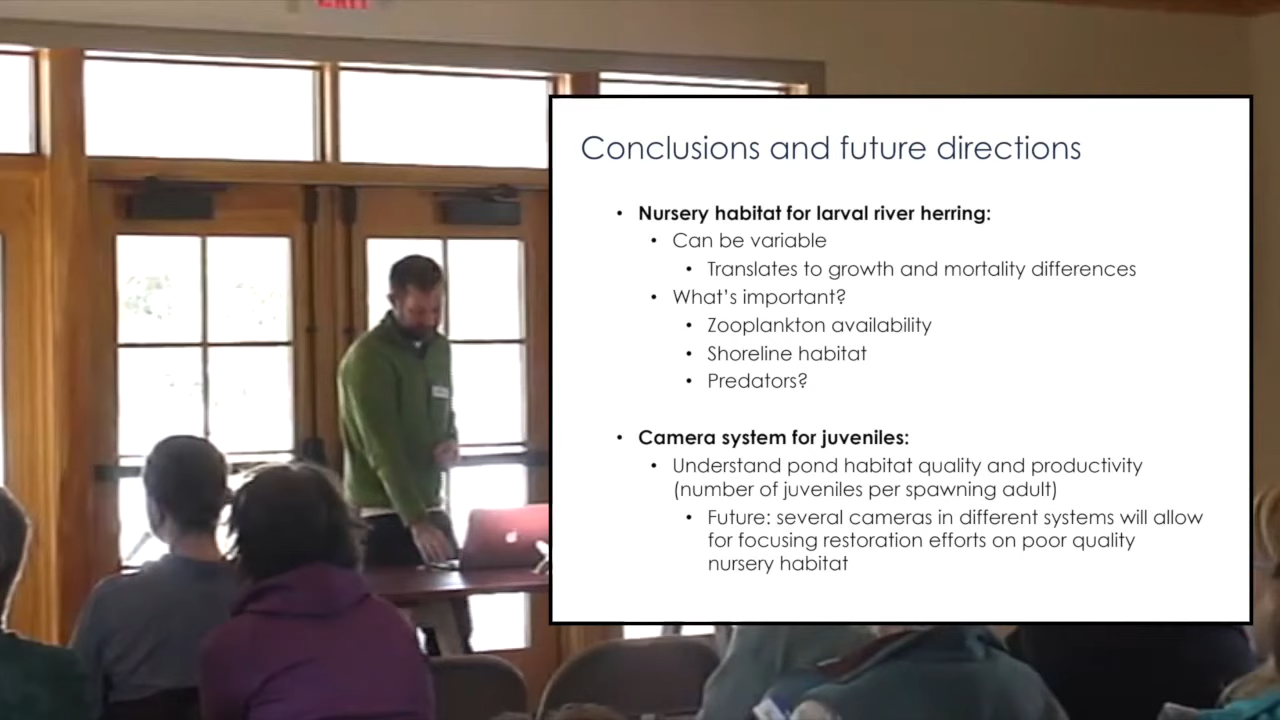 EXIT
Conclusions and future directions
• Nursery habitat for larval river herring:
• Can be variable
• Translates to growth and mortality differences
• What's important?
• Zooplankton availability
• Shoreline habitat
• Predators?
• Camera system for juveniles:
• Understand pond habitat quality and productivity
(number of juveniles per spawning adult)
• Future: several cameras in different systems will allow
for focusing restoration efforts on poor quality
nursery habitat